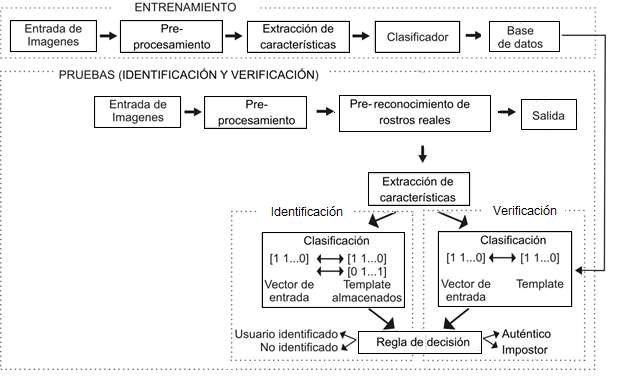 ENTRENAMIENTO
Entrada de
Imagenes
Pre-
procesamiento
Extracción de
características
Clasificador
Base
de datos
PRUEBAS (IDENTIFICACIÓN Y VERIFICACIÓN)
Entrada de
Imagenes
Pre-
procesamiento
Pre-reconocimiento de
rostros reales
Salida
Extracción de
características
Identificación
Clasificación
[1 1...0] [1 1...0]
[0 1...1]
Vector de
entrada
Template
almacenados
Verificación
Clasificación
[1 1...0] [1 1...0]
Vector de
entrada
Template
Usuario identificado
No identificado
Regla de decisión
Auténtico
Impostor